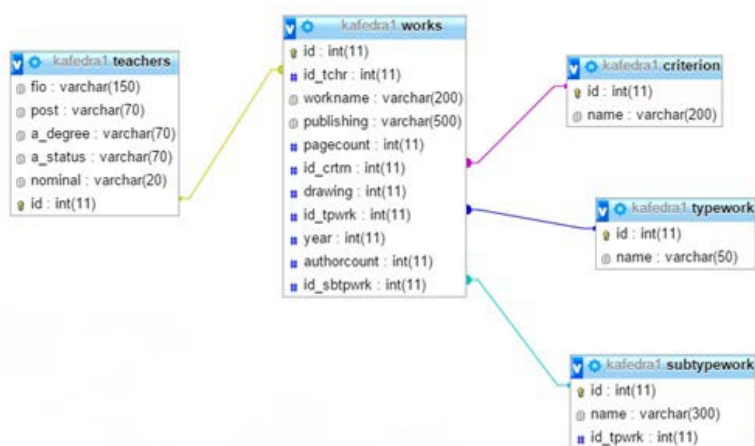 kafedra1.teachers
fio : varchar(150)
post : varchar(70)
a_degree : varchar(70)
a_status : varchar(70)
nominal : varchar(20)
id : int(11)
kafedra1.works
id : int(11)
id_tchr : int(11)
workname : varchar(200)
publishing : varchar(500)
pagecount : int(11)
id_crtrn : int(11)
drawing : int(11)
id_tpwrk : int(11)
year : int(11)
authorcount : int(11)
id_sbtpwrk : int(11)
kafedra1.criterion
id : int(11)
name : varchar(200)
kafedra1.typework
id : int(11)
name : varchar(50)
kafedra1.subtypework
id : int(11)
name : varchar(300)
id_tpwrk : int(11)